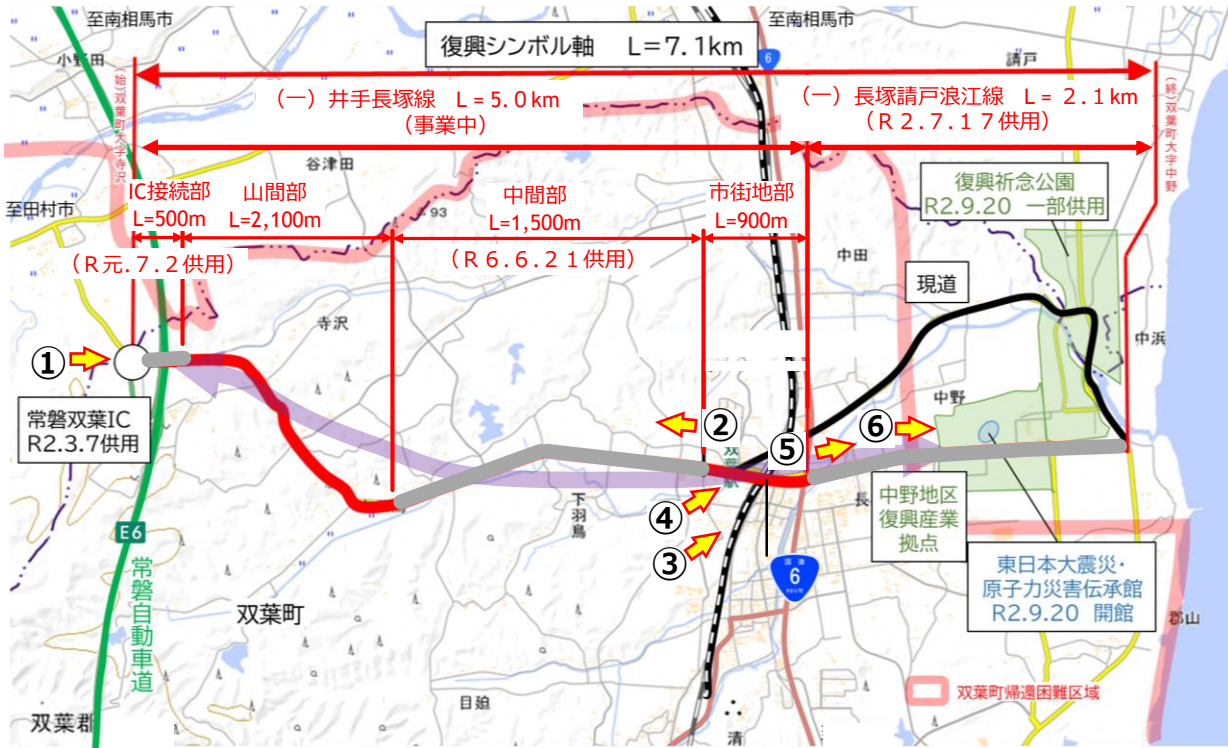 至南相馬市
至南相馬市
復興シンボル軸 L=7.1km
6
小野田
請戸
(始)双葉町大字寺沢
(一)井手長塚線 L=5.0km
(事業中)
(一)長塚請戸浪江線 L=2.1km
(R2.7.17供用)
(終)双葉町大字中野
谷津田
復興祈念公園
R2.9.20 一部供用
IC接続部
L=500m
山間部
L=2,100m
中間部
L=1,500m
市街地部
L=900m
至田村市
93
(R元.7.2供用)
(R6.6.21供用)
中田
現道
寺沢
中浜
①
常磐双葉IC
R2.3.7供用
②
中野
⑤
⑥
双葉駅
④
③
下羽鳥
長
中野地区
復興産業
拠点
E6
常磐自動車道
国道
6
ROUTE
東日本大震災・
原子力災害伝承館
R2.9.20 開館
双葉町
郡山
目迫
双葉町帰還困難区域
双葉郡
清